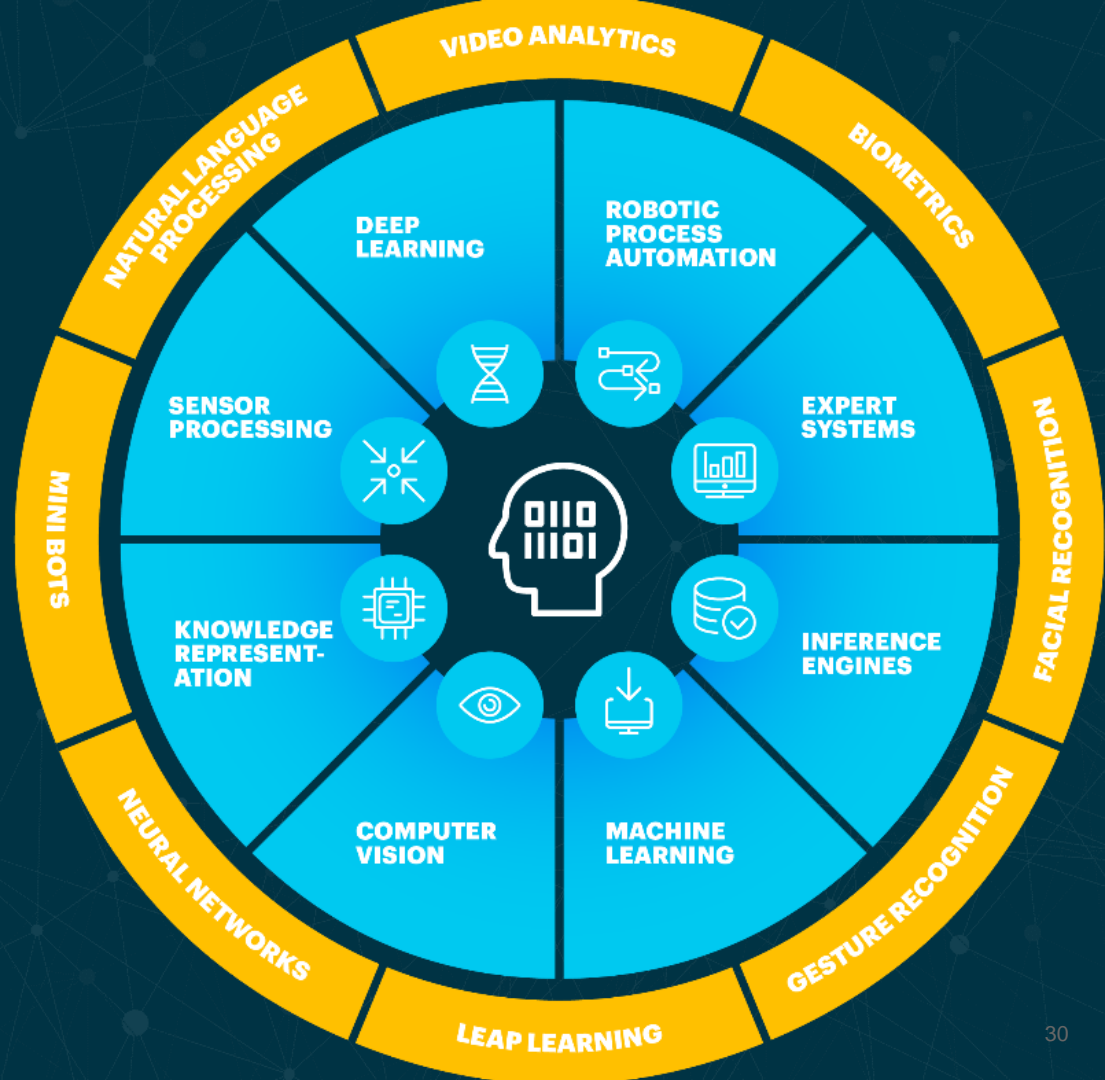 VIDEO ANALYTICS
BIOMETRICS
FACIAL RECOGNITION
GESTURE RECOGNITION
LEAP LEARNING
NEURAL NETWORKS
MINI BOTS
NATURAL LANGUAGE
PROCESSING
DEEP
LEARNING
ROBOTIC
PROCESS
AUTOMATION
EXPERT
SYSTEMS
INFERENCE
ENGINES
MACHINE
LEARNING
COMPUTER
VISION
KNOWLEDGE
REPRESENT-
ATION
SENSOR
PROCESSING
0110
11101
30